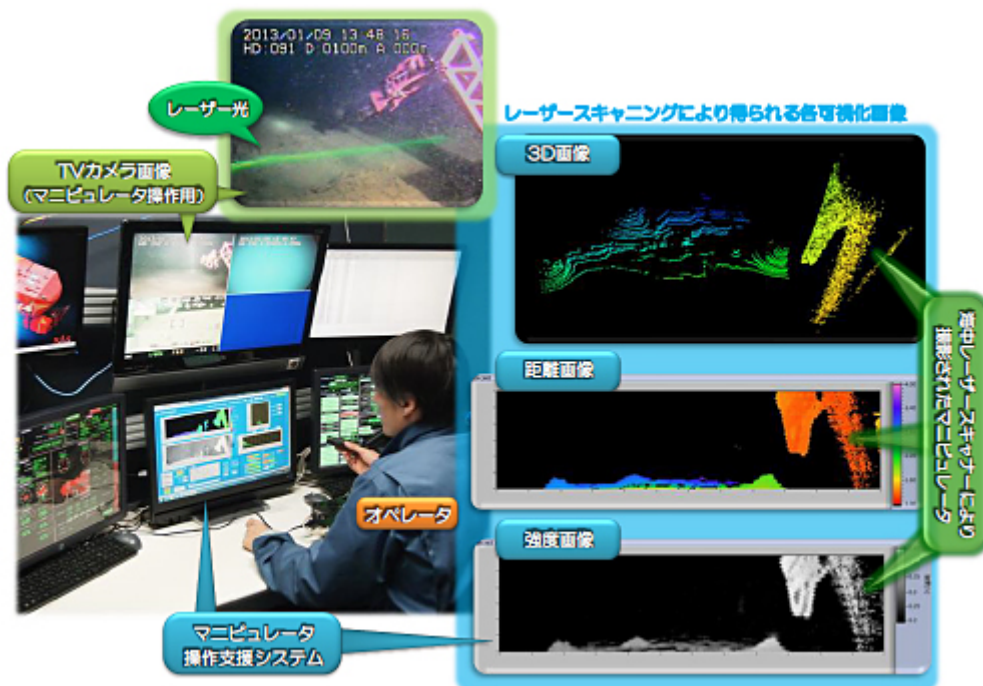 2013/01/09 13 48 16
HD:091 D:0100m A 000m
レーザー光
TVカメラ画像
(マニピュレータ操作用)
レーザースキャニングにより得られる各可視化画像
3D画像
距離画像
強度画像
海中レーザースキャナーにより
撮影されたマニピュレータ
オペレータ
マニピュレータ
操作支援システム